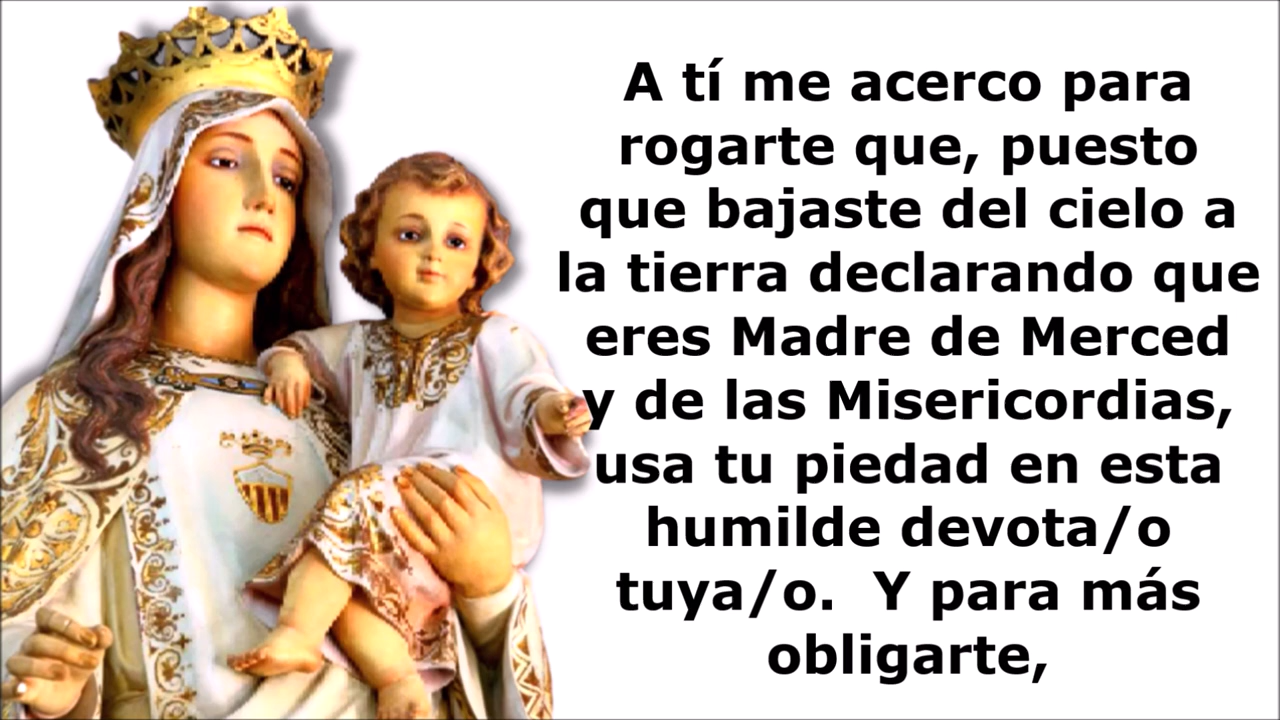 A tí me acerco para
rogarte que, puesto
que bajaste del cielo a
la tierra declarando que
eres Madre de Merced
y de las Misericordias,
usa tu piedad en esta
humilde devota/o
tuya/o.  Y para más
obligarte,